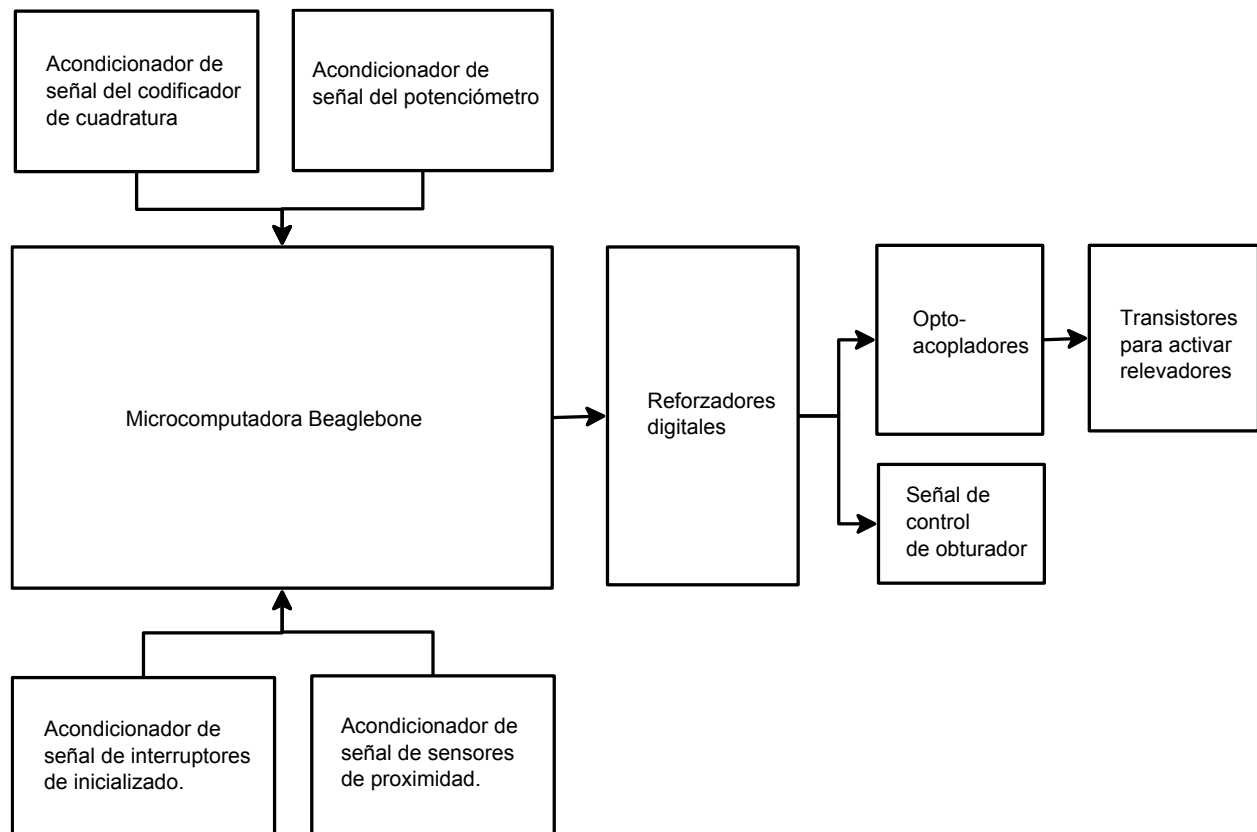 Acondicionador de
señal del codificador
de cuadratura
Acondicionador de
señal del potenciómetro
Microcomputadora Beaglebone
Reforzadores
digitales
Opto-
acopladores
Transistores
para activar
relevadores
Señal de
control
de obturador
Acondicionador de
señal de interruptores
de inicializado.
Acondicionador de
señal de sensores
de proximidad.